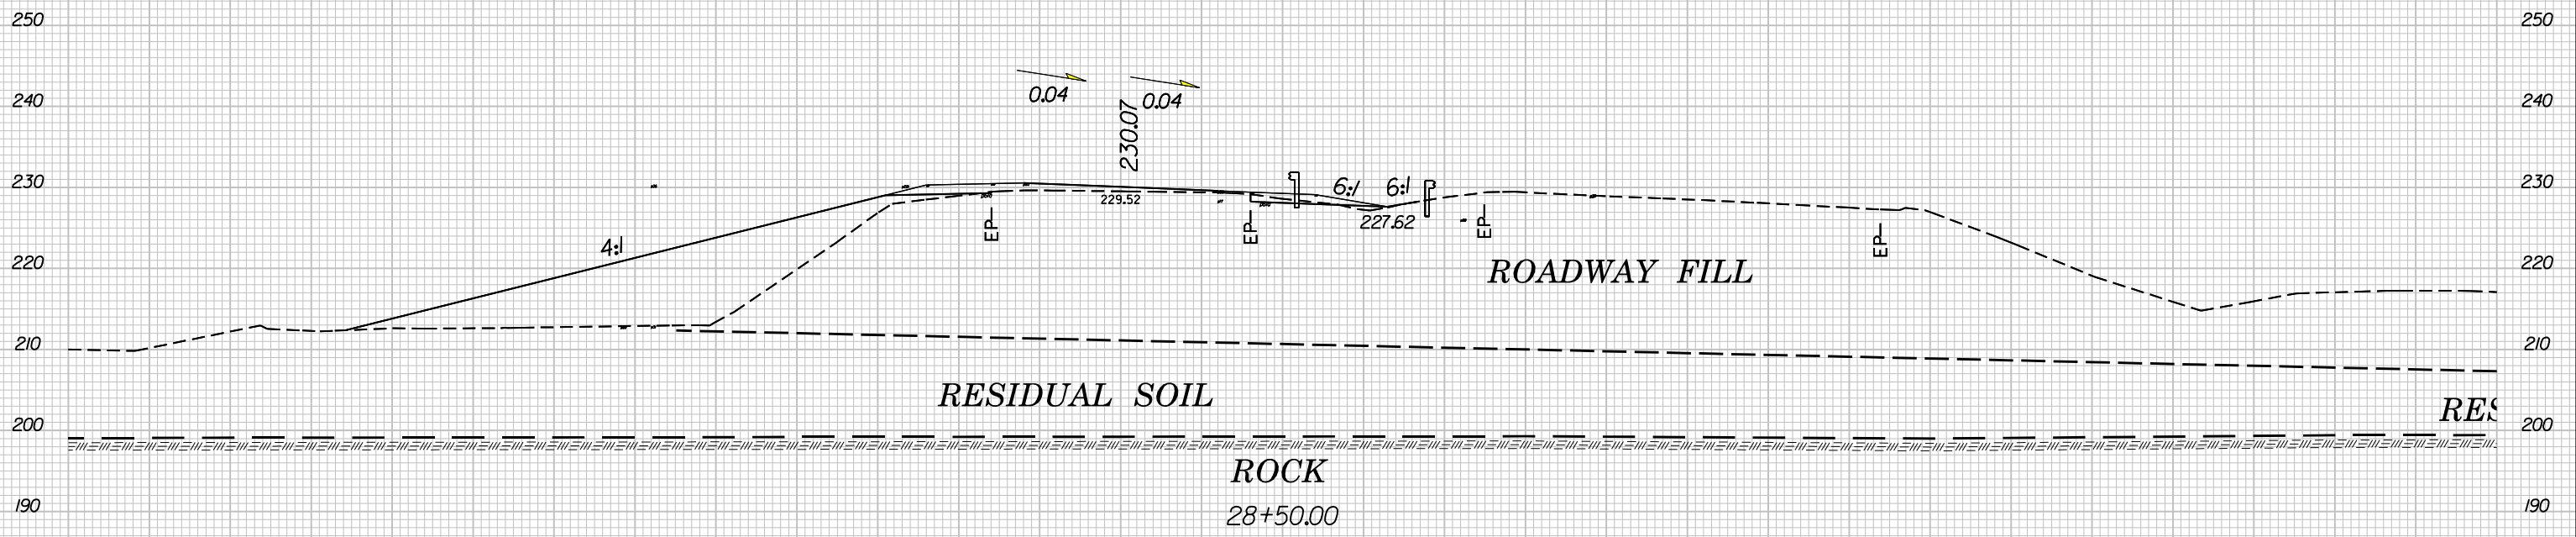 250 250
240 0.04 0.04 240
230.07
230 6:1 6:1 230
229.52
EP EP 227.62 EP EP
4:1
220 ROADWAY FILL 220
210 210
RESIDUAL SOIL
RES
200 200
ROCK
190 190
28+50.00